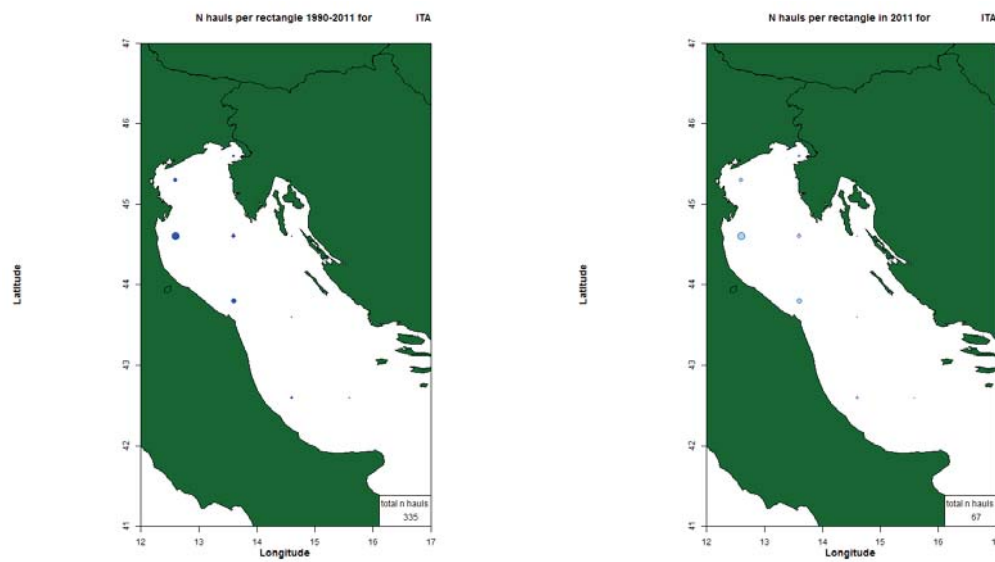 N hauls per rectangle 1990-2011 for ITA
47
46
45
44
43
42
41
Latitude
total n hauls
335
12 13 14 15 16 17
Longitude
N hauls per rectangle in 2011 for ITA
47
46
45
44
43
42
41
Latitude
total n hauls
67
12 13 14 15 16
Longitude